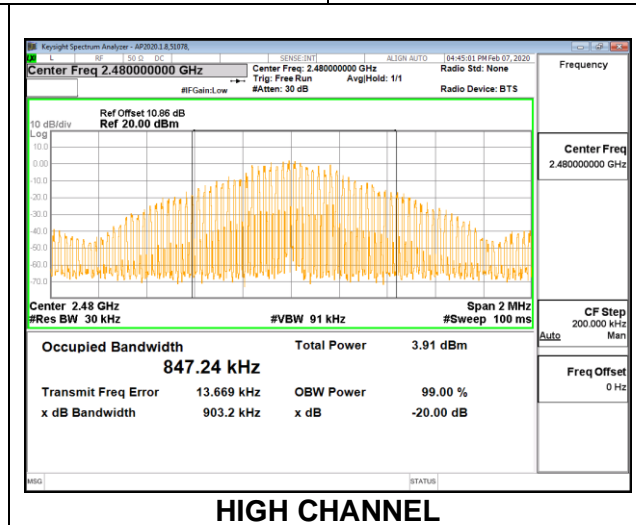 Keysight Spectrum Analyzer - AP2020.1.8,51078,
L RF 50 Ω DC SENSE:INT ALIGN AUTO 04:45:01 PM Feb 07, 2020
Center Freq 2.480000000 GHz
Center Freq: 2.480000000 GHz
Radio Std: None
Trig: Free Run Avg|Hold: 1/1
#IFGain:Low #Atten: 30 dB Radio Device: BTS
Frequency
Ref Offset 10.86 dB
10 dB/div Ref 20.00 dBm
Log
10.0
0.00
-10.0
-20.0
-30.0
-40.0
-50.0
-60.0
-70.0
Center 2.48 GHz Span 2 MHz
#Res BW 30 kHz #VBW 91 kHz #Sweep 100 ms
Occupied Bandwidth Total Power 3.91 dBm
847.24 kHz
Transmit Freq Error 13.669 kHz OBW Power 99.00 %
x dB Bandwidth 903.2 kHz x dB -20.00 dB
Center Freq
2.480000000 GHz
CF Step
200.000 kHz
Auto Man
Freq Offset
0 Hz
MSG STATUS
HIGH CHANNEL